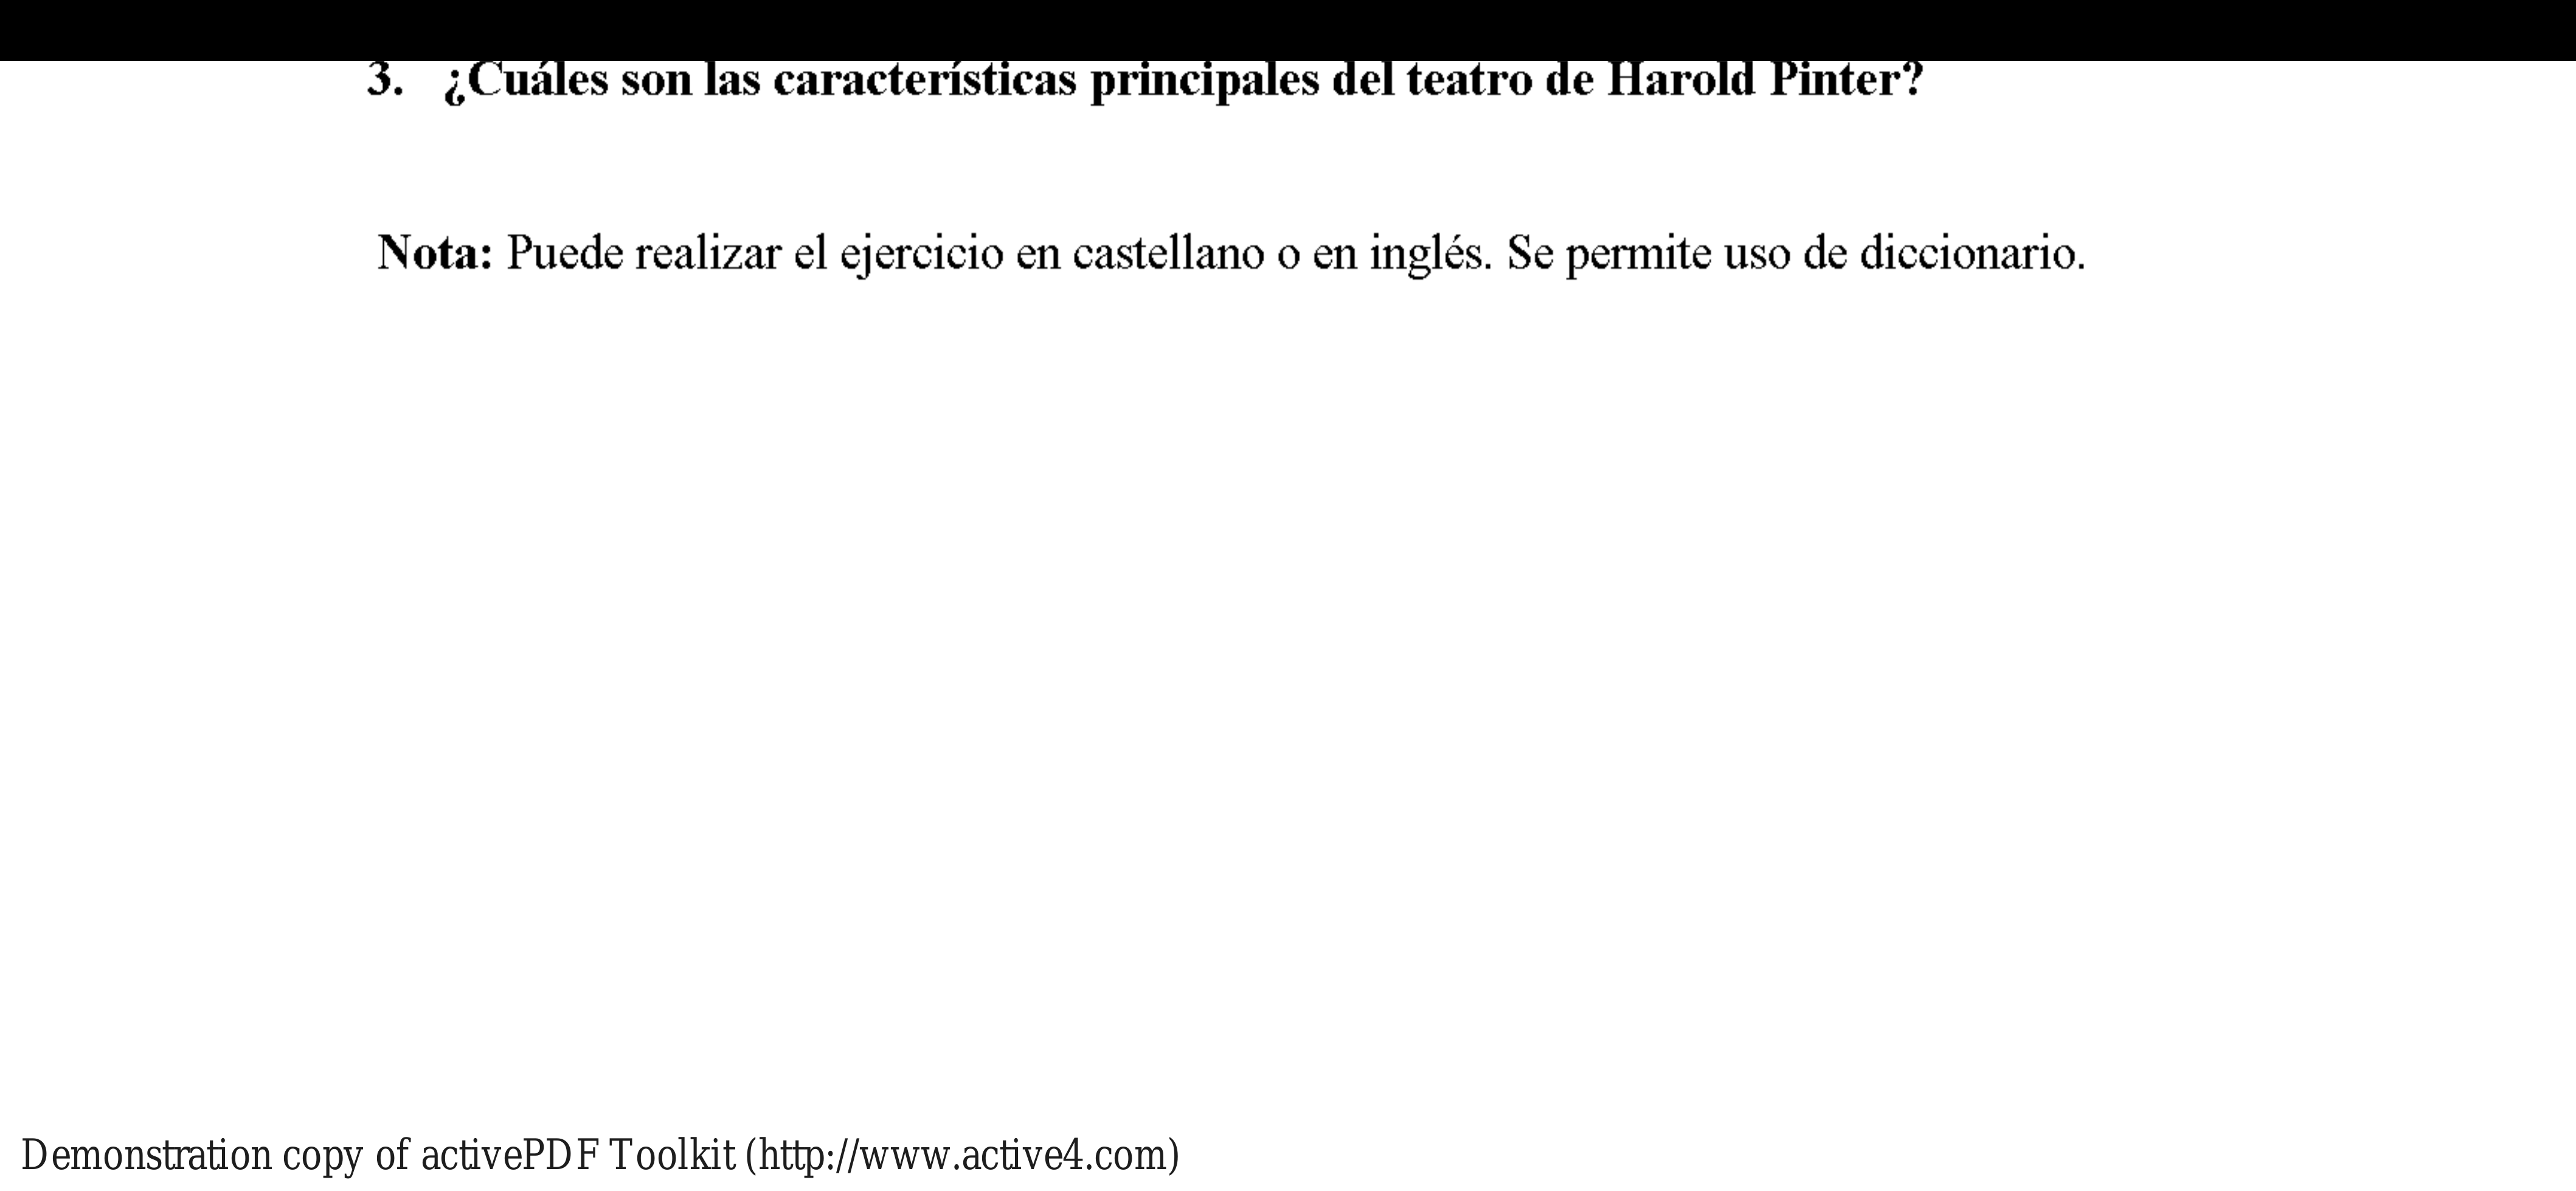 3. ¿Cuáles son las características principales del teatro de Harold Pinter?
Nota: Puede realizar el ejercicio en castellano o en inglés. Se permite uso de diccionario.
Demonstration copy of activePDF Toolkit (http://www.active4.com)